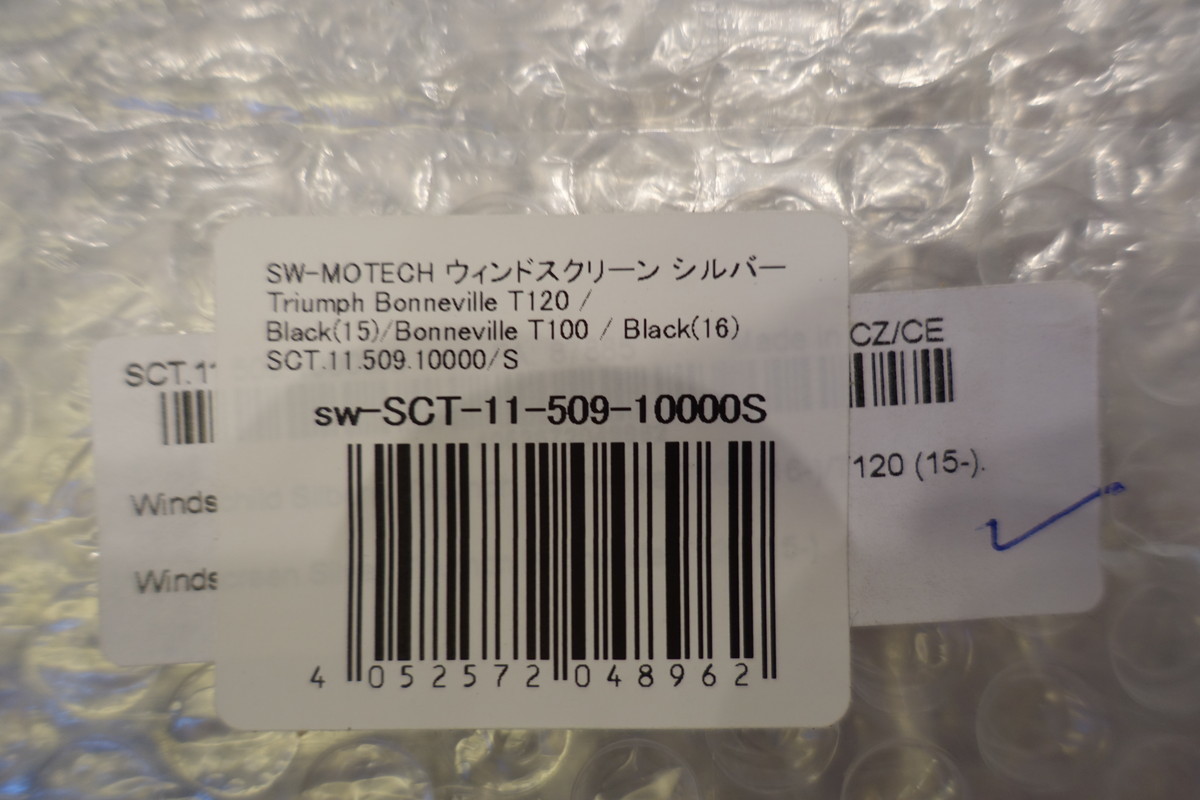 SW-MOTECH ウィンドスクリーン シルバー
Triumph Bonneville T120 /
Black(15)/Bonneville T100 / Black(16)
SCT.11.509.10000/S
sw-SCT-11-509-10000S
4 052572 048962
SCT.11
CZ/CE
120 (15-).
Winds
Winds